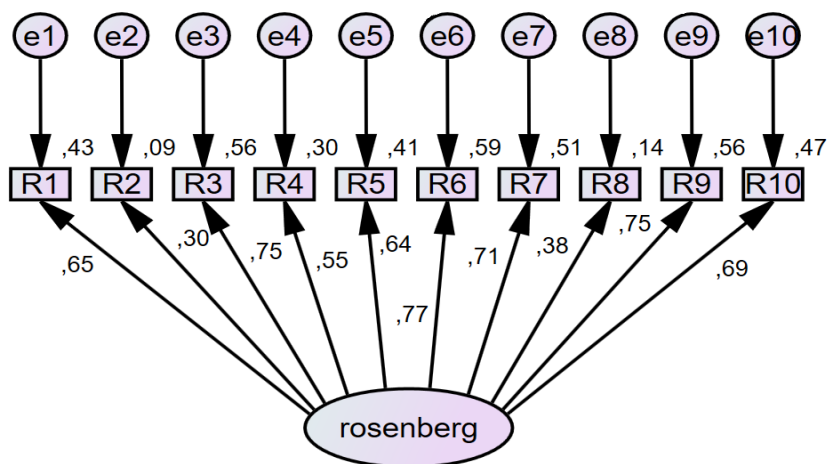 e1 e2 e3 e4 e5 e6 e7 e8 e9 e10
,43 ,09 ,56 ,30 ,41 ,59 ,51 ,14 ,56 ,47
R1 R2 R3 R4 R5 R6 R7 R8 R9 R10
,65 ,30 ,75 ,55 ,64 ,77 ,71 ,38 ,75 ,69
rosenberg